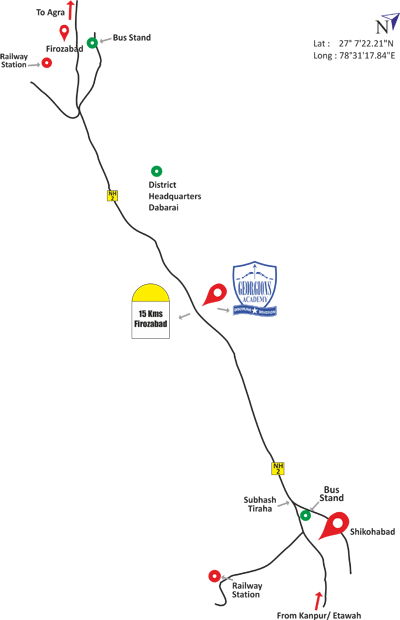 To Agra
N
Firozabad
Bus Stand
Railway
Station
Lat : 27° 7'22.21"N
Long : 78°31'17.84"E
District
Headquarters
Dabarai
NH
2
GEORGIONS
ACADEMY
15 Kms
Firozabad
NH
2
Subhash
Tiraha
Bus
Stand
Shikohabad
Railway
Station
From Kanpur/ Etawah